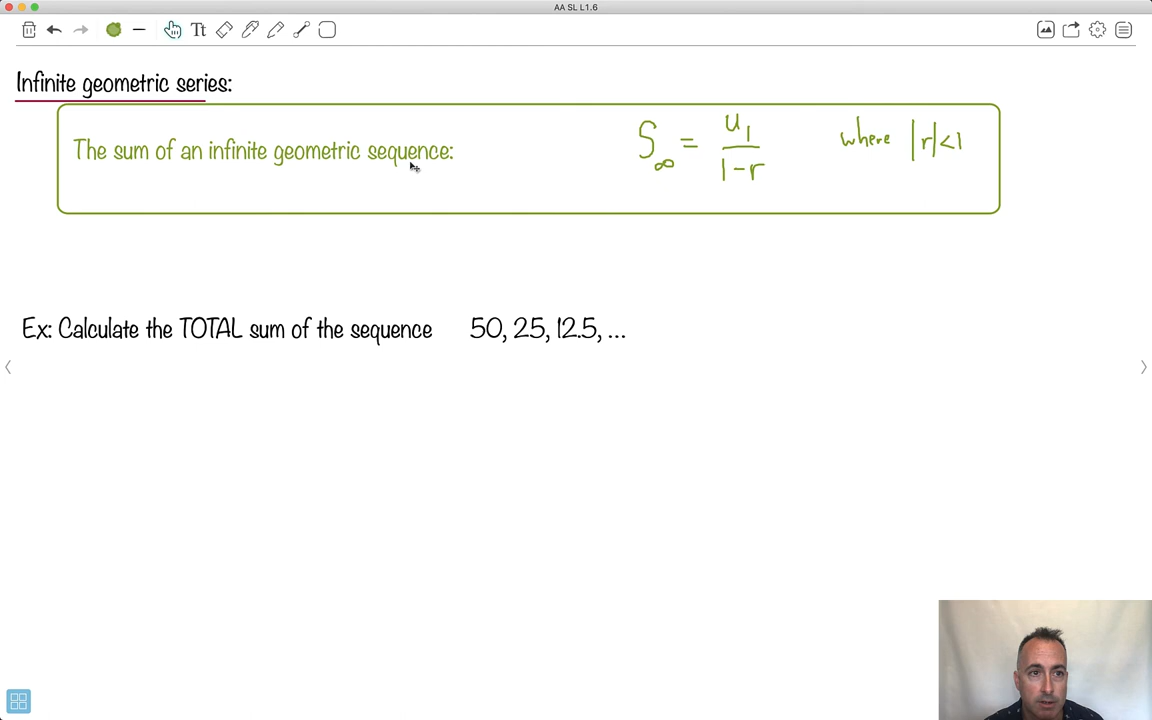 AA SL L1.6
Tt
Infinite geometric series:
The sum of an infinite geometric sequence: S∞ = u₁/(1-r) where |r|<1
Ex: Calculate the TOTAL sum of the sequence 50, 25, 12.5, ...